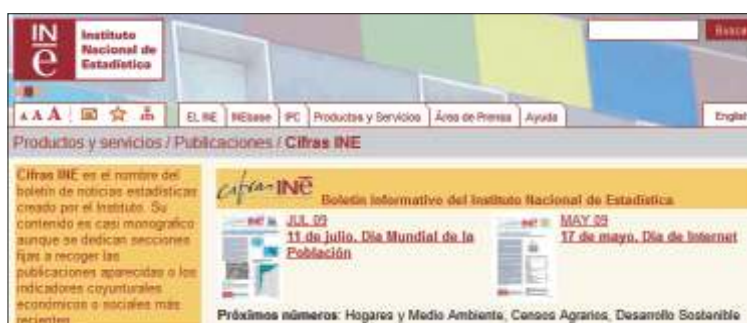 INe
Instituto
Nacional de
Estadística
Buscar
A A A
EL INE
INEbase
IPC
Productos y Servicios
Área de Prensa
Ayuda
English
Productos y servicios / Publicaciones / Cifras INE
Cifras INE es el nombre del
boletín de noticias estadísticas
creado por el Instituto. Su
contenido es casi monográfico
aunque se dedican secciones
fijas a recoger las
publicaciones aparecidas o los
indicadores coyunturales
económicos o sociales más
recientes
cifras INE
Boletín informativo del Instituto Nacional de Estadística
JUL 09
11 de julio, Día Mundial de la
Población
MAY 09
17 de mayo, Día de Internet
Próximos números: Hogares y Medio Ambiente, Censos Agrarios, Desarrollo Sostenible